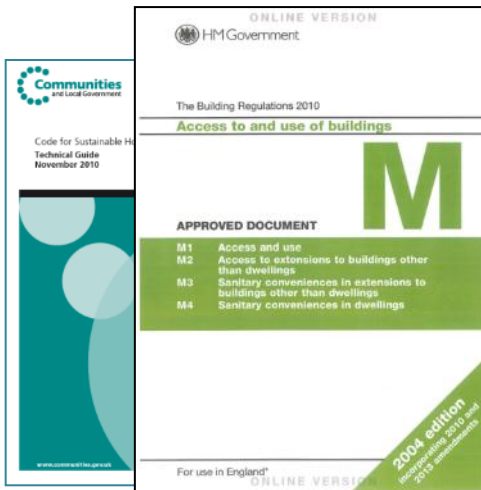 Communities
and Local Government
Code for Sustainable Ho
Technical Guide
November 2010
www.communities.gov.uk
ONLINE VERSION
HM Government
The Building Regulations 2010
Access to and use of buildings
M
APPROVED DOCUMENT
M1 Access and use
M2 Access to extensions to buildings other
than dwellings
M3 Sanitary conveniences in extensions to
buildings other than dwellings
M4 Sanitary conveniences in dwellings
2004 edition
incorporating 2010 and
2013 amendments
For use in England*
ONLINE VERSION